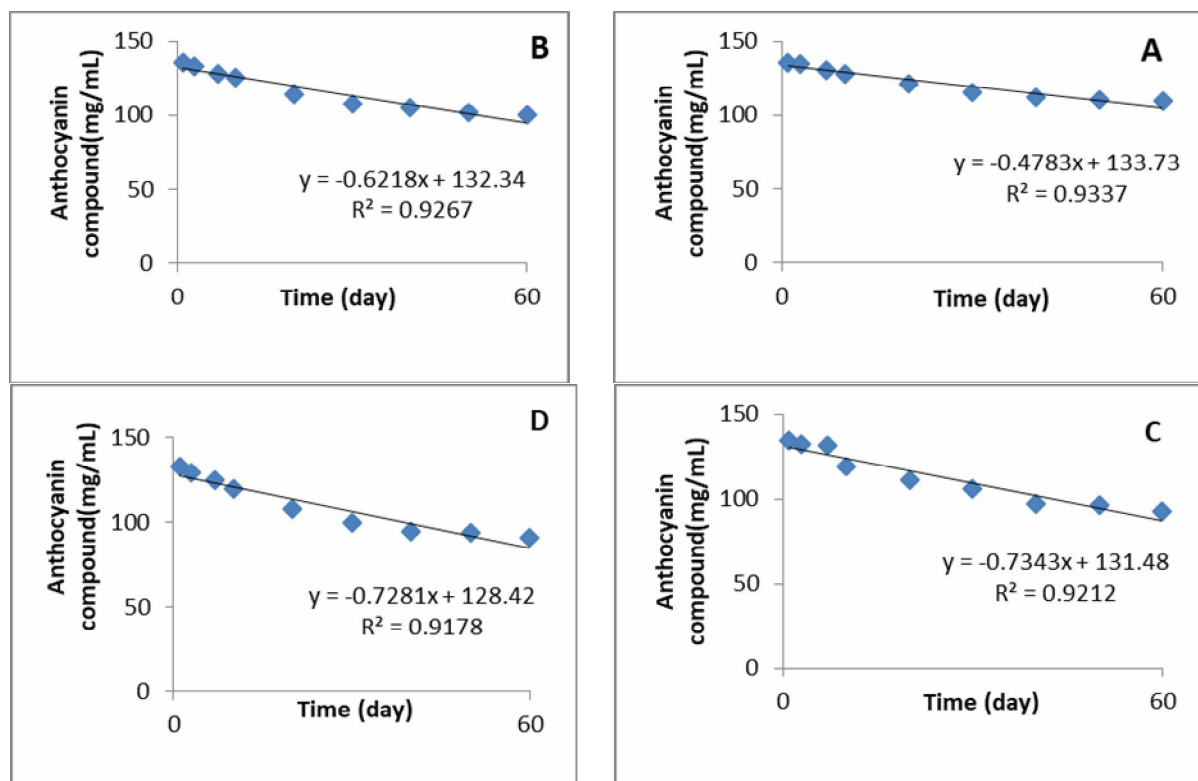 B
Anthocyanin
compound(mg/mL)
150
100
50
0
y = -0.6218x + 132.34
R² = 0.9267
0
Time (day)
60
A
Anthocyanin
compound(mg/mL)
150
100
50
0
y = -0.4783x + 133.73
R² = 0.9337
0
Time (day)
60
D
Anthocyanin
compound(mg/mL)
150
100
50
0
y = -0.7281x + 128.42
R² = 0.9178
0
Time (day)
60
C
Anthocyanin
compound(mg/mL)
150
100
50
0
y = -0.7343x + 131.48
R² = 0.9212
0
Time (day)
60